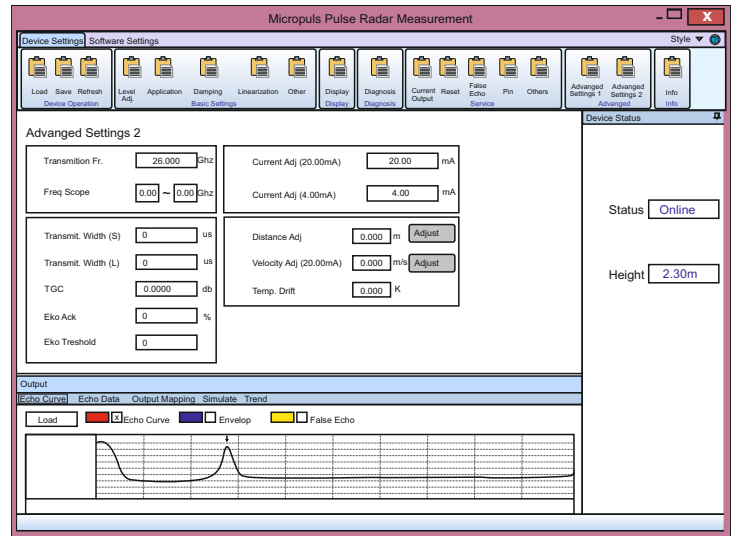 Micropuls Pulse Radar Measurement
X
Device Settings Software Settings
Style
Load Save Refresh
Device Operation
Level Adj. Application Damping Linearization Other
Basic Settings
Display
Display
Diagnosis
Diagnosis
Current Output Reset False Echo Pin Others
Service
Advanged Settings 1 Advanged Settings 2
Advanged
Info
Info
Device Status
Advanged Settings 2
Transmition Fr. 26.000 Ghz
Freq Scope 0.00 ~ 0.00 Ghz
Current Adj (20.00mA) 20.00 mA
Current Adj (4.00mA) 4.00 mA
Transmit. Width (S) 0 us
Transmit. Width (L) 0 us
TGC 0.0000 db
Eko Ack 0 %
Eko Treshold 0
Distance Adj 0.000 m Adjust
Velocity Adj (20.00mA) 0.000 m/s Adjust
Temp. Drift 0.000 K
Status Online
Height 2.30m
Output
Echo Curve Echo Data Output Mapping Simulate Trend
Load X Echo Curve Envelop False Echo